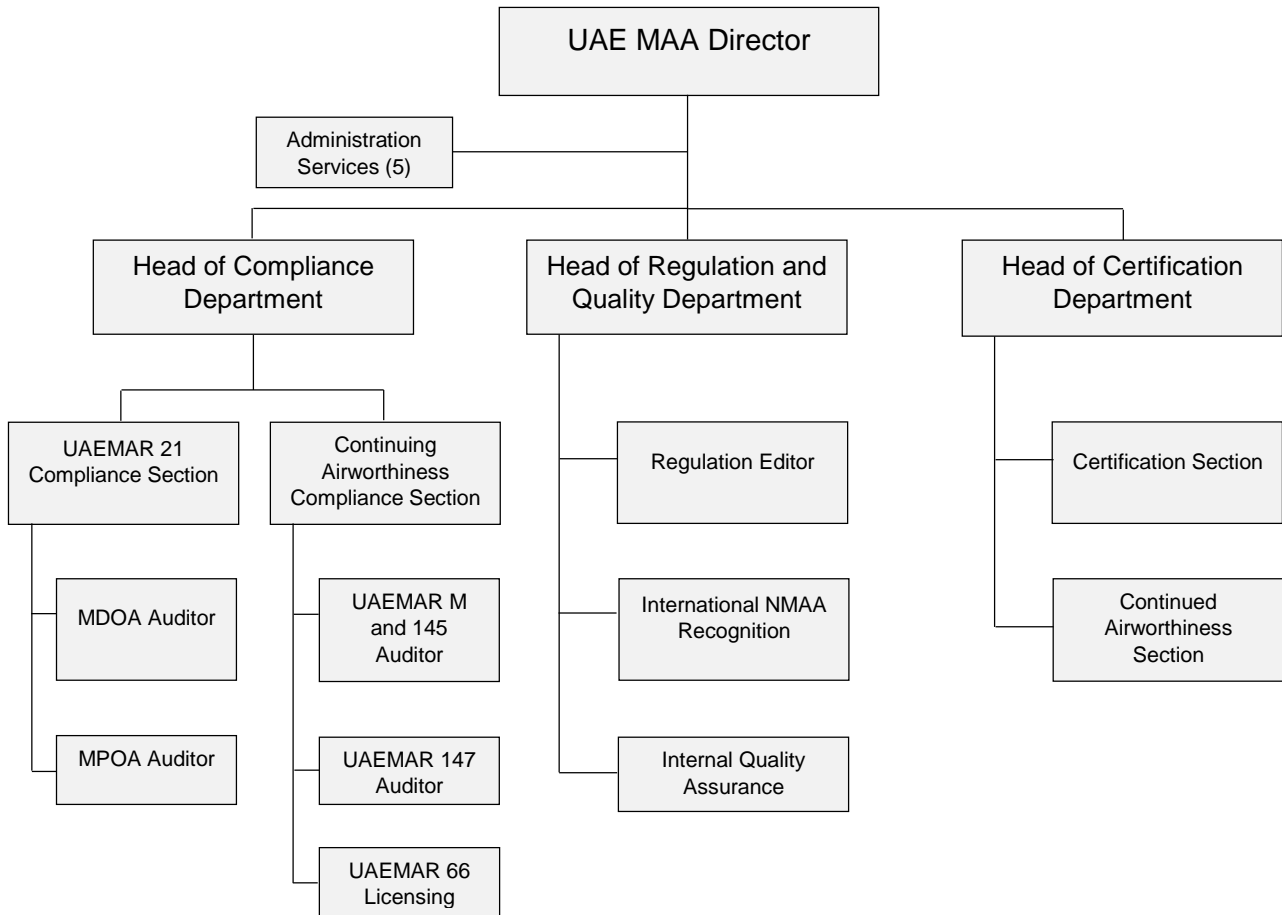 UAE MAA Director
Administration
Services (5)
Head of Compliance
Department
Head of Regulation and
Quality Department
Head of Certification
Department
UAEMAR 21
Compliance Section
Continuing
Airworthiness
Compliance Section
Regulation Editor
Certification Section
MDOA Auditor
UAEMAR M
and 145
Auditor
International NMAA
Recognition
Continued
Airworthiness
Section
MPOA Auditor
UAEMAR 147
Auditor
Internal Quality
Assurance
UAEMAR 66
Licensing